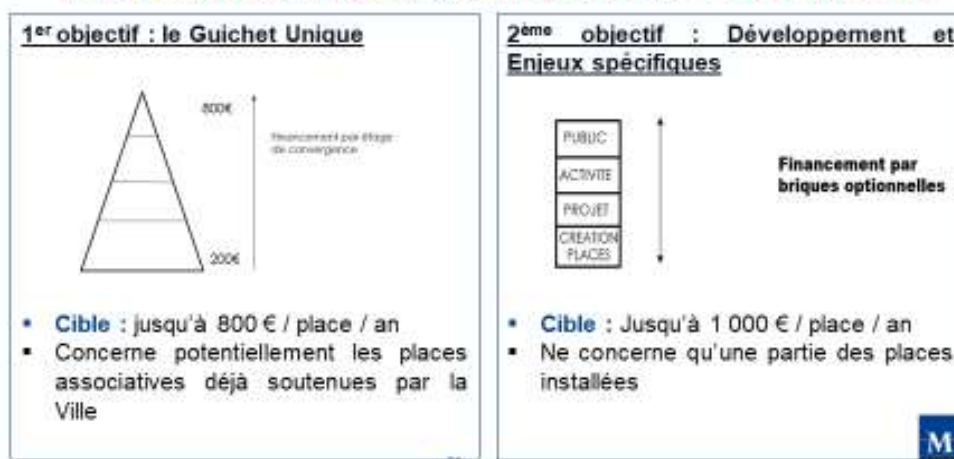 1er objectif : le Guichet Unique
800€
Financement par étage
de convergence
200€
▪ Cible : jusqu'à 800 € / place / an
▪ Concerne potentiellement les places
associatives déjà soutenues par la
Ville
2ème objectif : Développement et
Enjeux spécifiques
PUBLIC
ACTIVITE
PROJET
CREATION
PLACES
Financement par
briques optionnelles
▪ Cible : Jusqu'à 1 000 € / place / an
▪ Ne concerne qu'une partie des places
installées
M